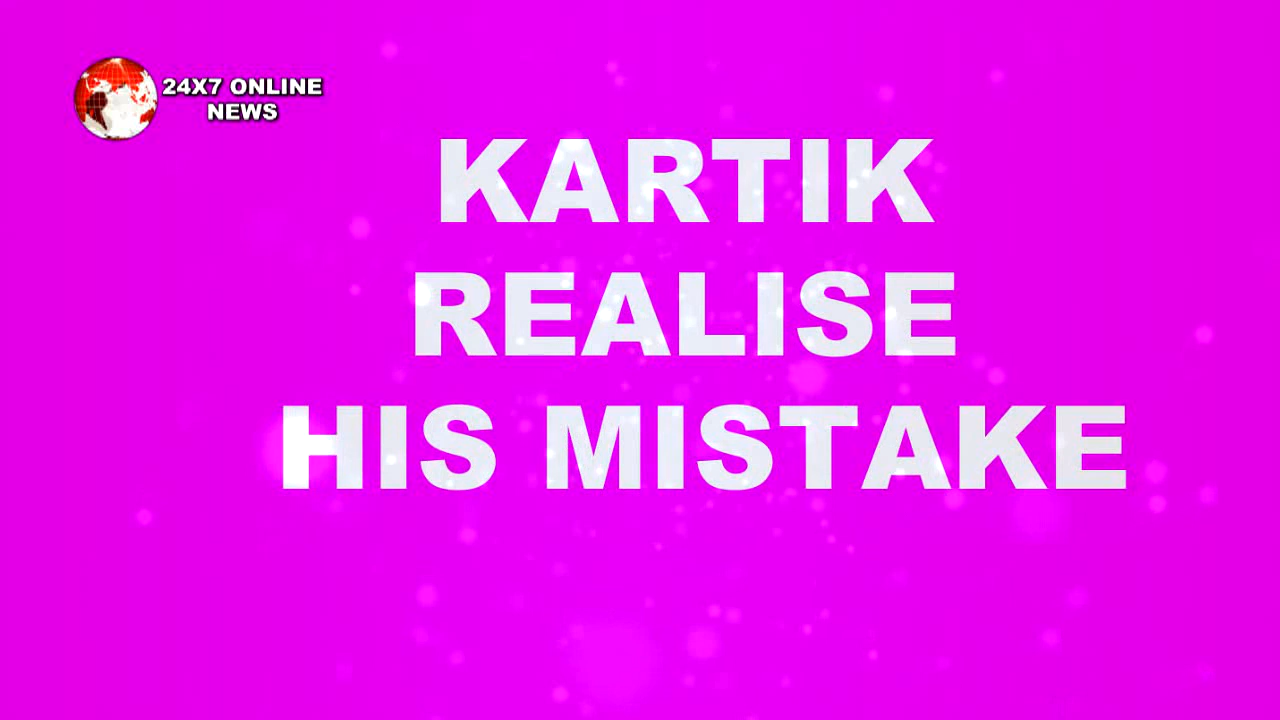 24X7 ONLINE
NEWS
KARTIK
REALISE
HIS MISTAKE